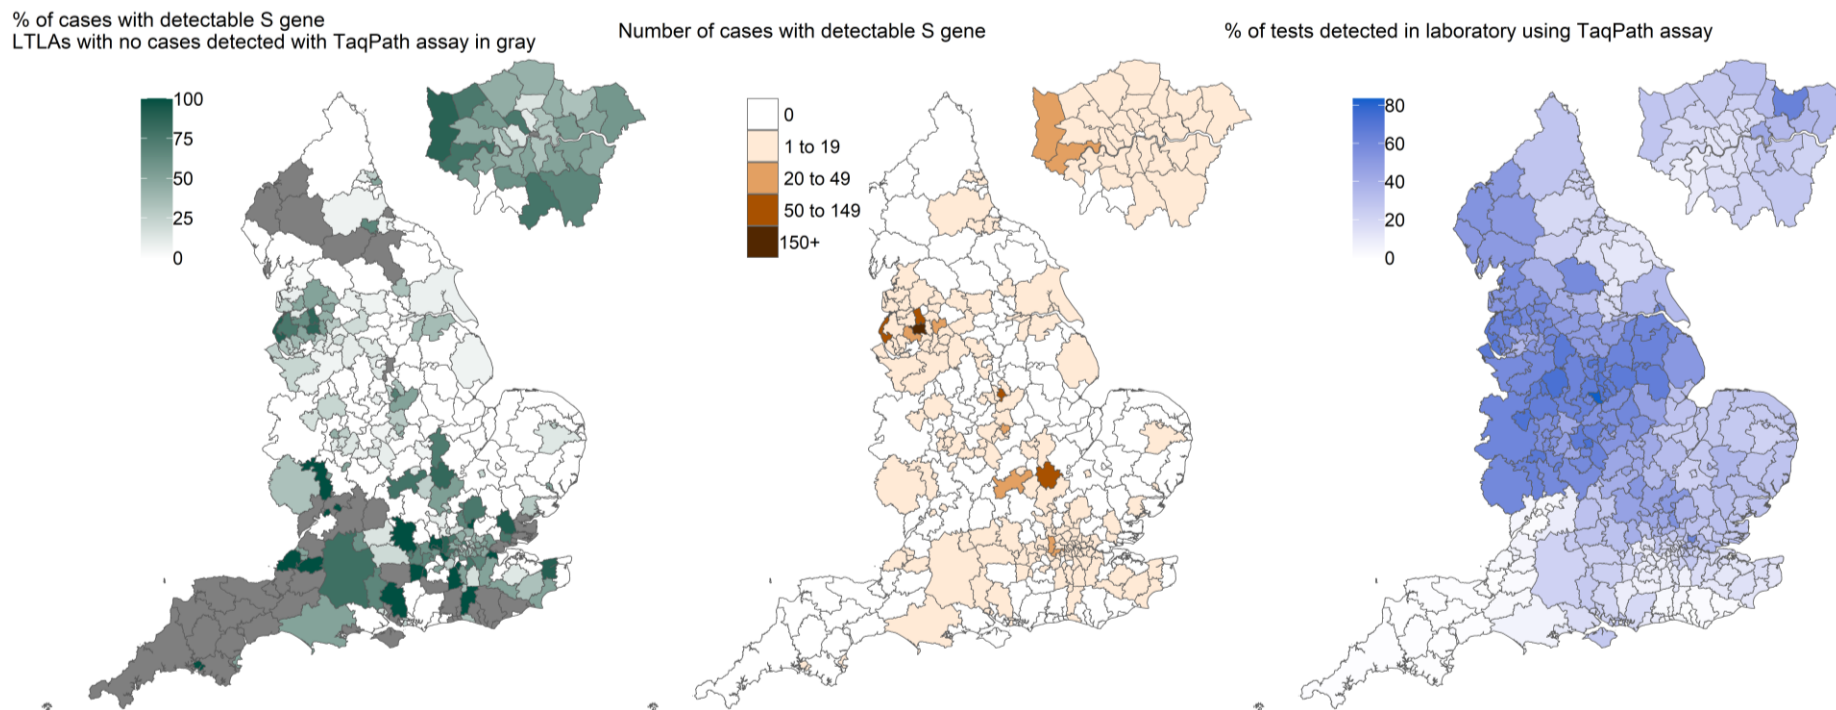 % of cases with detectable S gene
LTLAs with no cases detected with TaqPath assay in gray
100
75
50
25
0
Number of cases with detectable S gene
0
1 to 19
20 to 49
50 to 149
150+
% of tests detected in laboratory using TaqPath assay
80
60
40
20
0